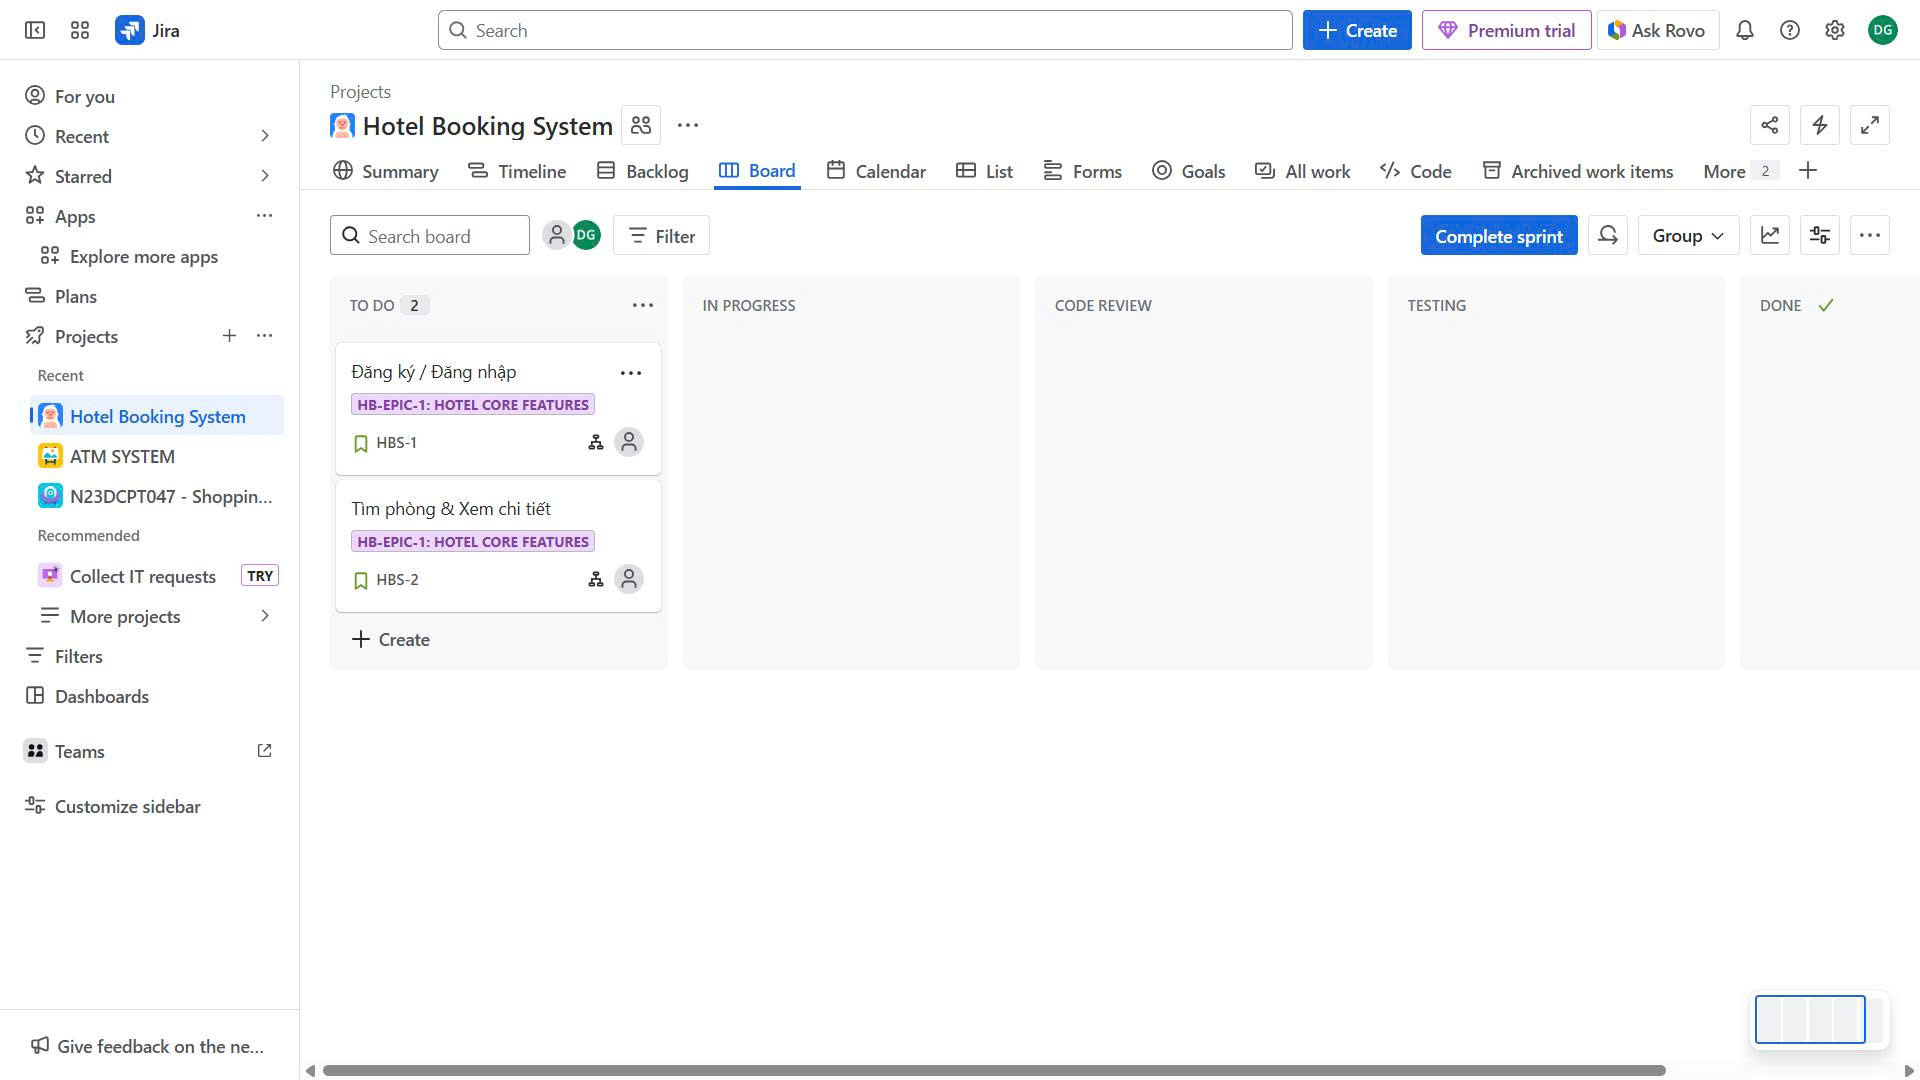 Jira
Search
Create
Premium trial
Ask Rovo
DG
For you
Recent
Starred
Apps
Explore more apps
Plans
Projects
Recent
Hotel Booking System
ATM SYSTEM
N23DCPT047 - Shoppin...
Recommended
Collect IT requests TRY
More projects
Filters
Dashboards
Teams
Customize sidebar
Give feedback on the ne...
Projects
Hotel Booking System
Summary
Timeline
Backlog
Board
Calendar
List
Forms
Goals
All work
Code
Archived work items
More 2
Search board
DG
Filter
Complete sprint
Group
TO DO 2
Đăng ký / Đăng nhập
HB-EPIC-1: HOTEL CORE FEATURES
HBS-1
Tìm phòng & Xem chi tiết
HB-EPIC-1: HOTEL CORE FEATURES
HBS-2
Create
IN PROGRESS
CODE REVIEW
TESTING
DONE